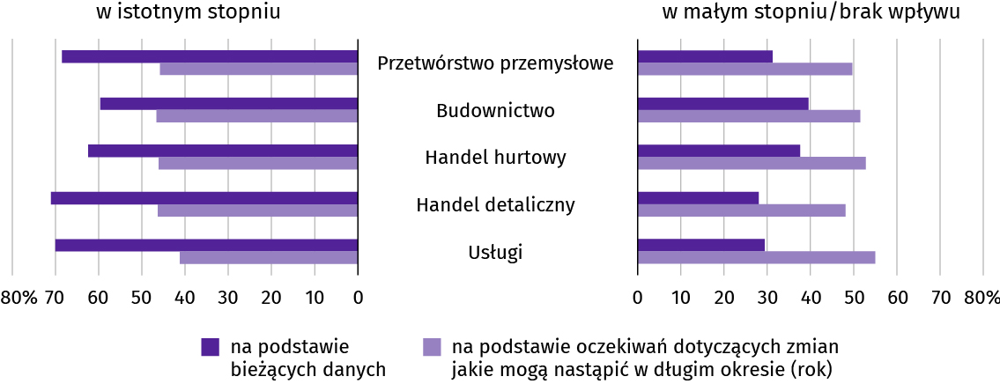 w istotnym stopniu
w małym stopniu/brak wpływu
Przetwórstwo przemysłowe
Budownictwo
Handel hurtowy
Handel detaliczny
Usługi
80% 70 60 50 40 30 20 10 0
0 10 20 30 40 50 60 70 80%
na podstawie
bieżących danych
na podstawie oczekiwań dotyczących zmian
jakie mogą nastąpić w długim okresie (rok)